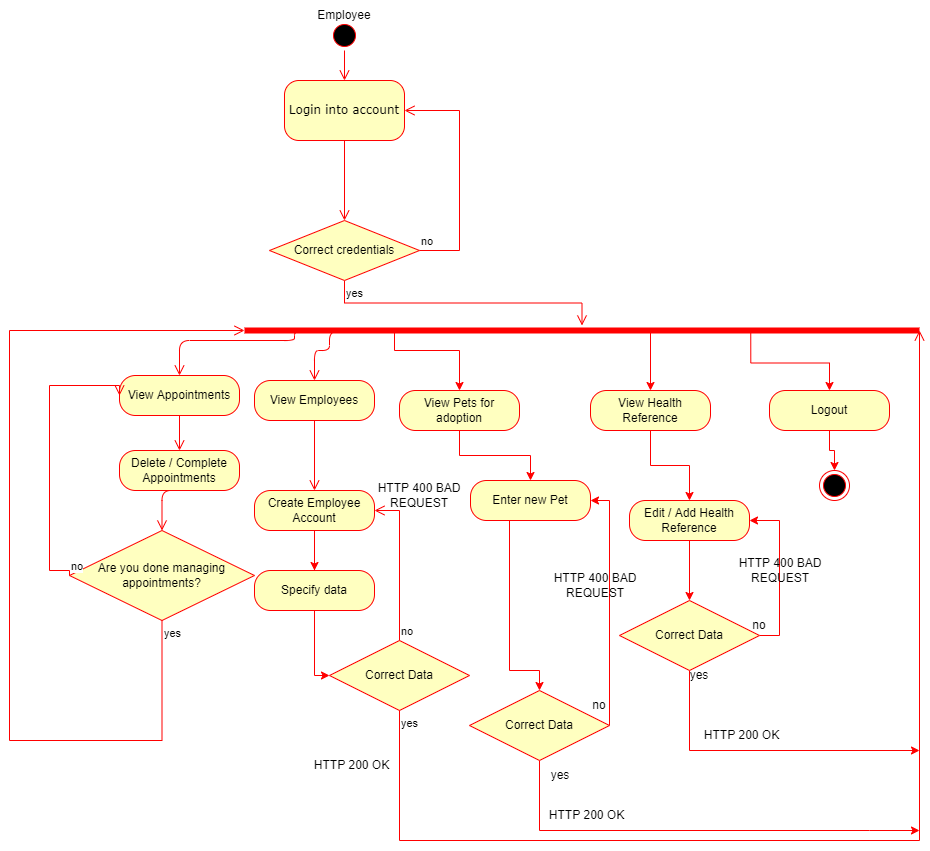 Employee
Login into account
Correct credentials
no
yes
View Appointments
View Employees
View Pets for
adoption
View Health
Reference
Logout
Delete / Complete
Appointments
Create Employee
Account
HTTP 400 BAD
REQUEST
Enter new Pet
Edit / Add Health
Reference
Are you done managing
appointments?
no
yes
Specify data
HTTP 400 BAD
REQUEST
HTTP 400 BAD
REQUEST
no
Correct Data
yes
HTTP 200 OK
no
Correct Data
yes
HTTP 200 OK
no
Correct Data
yes
HTTP 200 OK